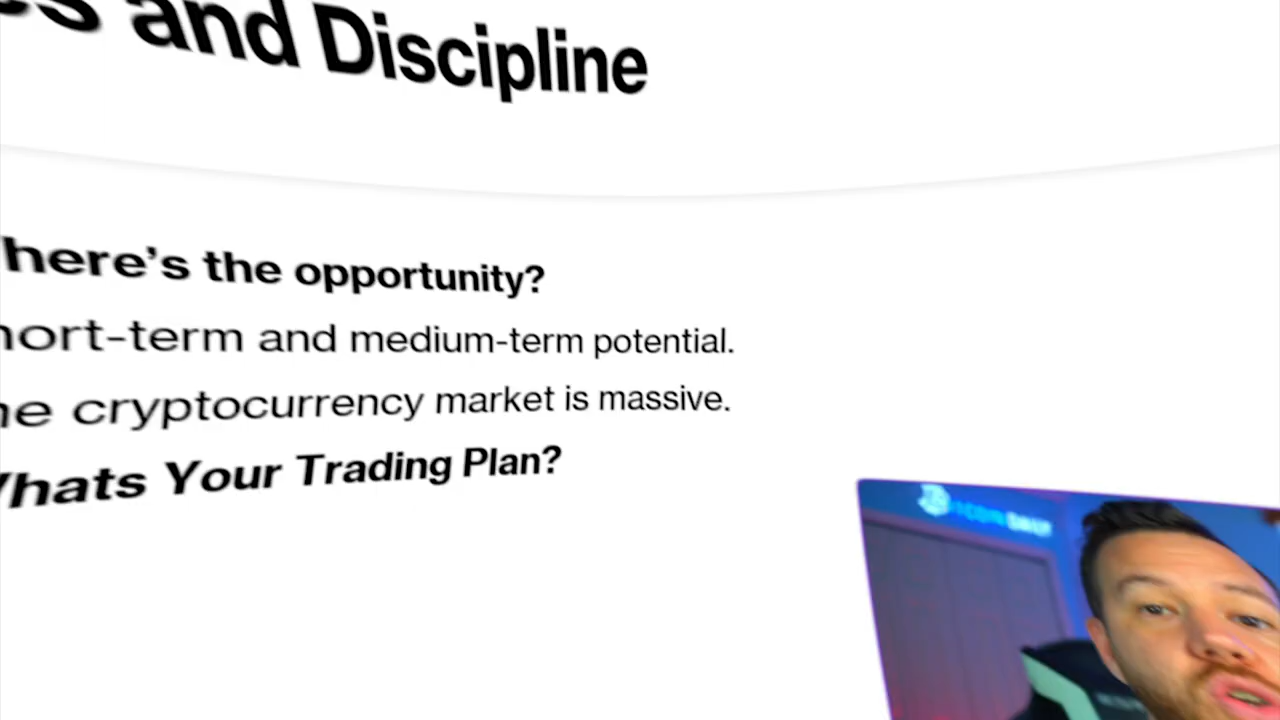 and Discipline
here's the opportunity?
hort-term and medium-term potential.
he cryptocurrency market is massive.
Whats Your Trading Plan?